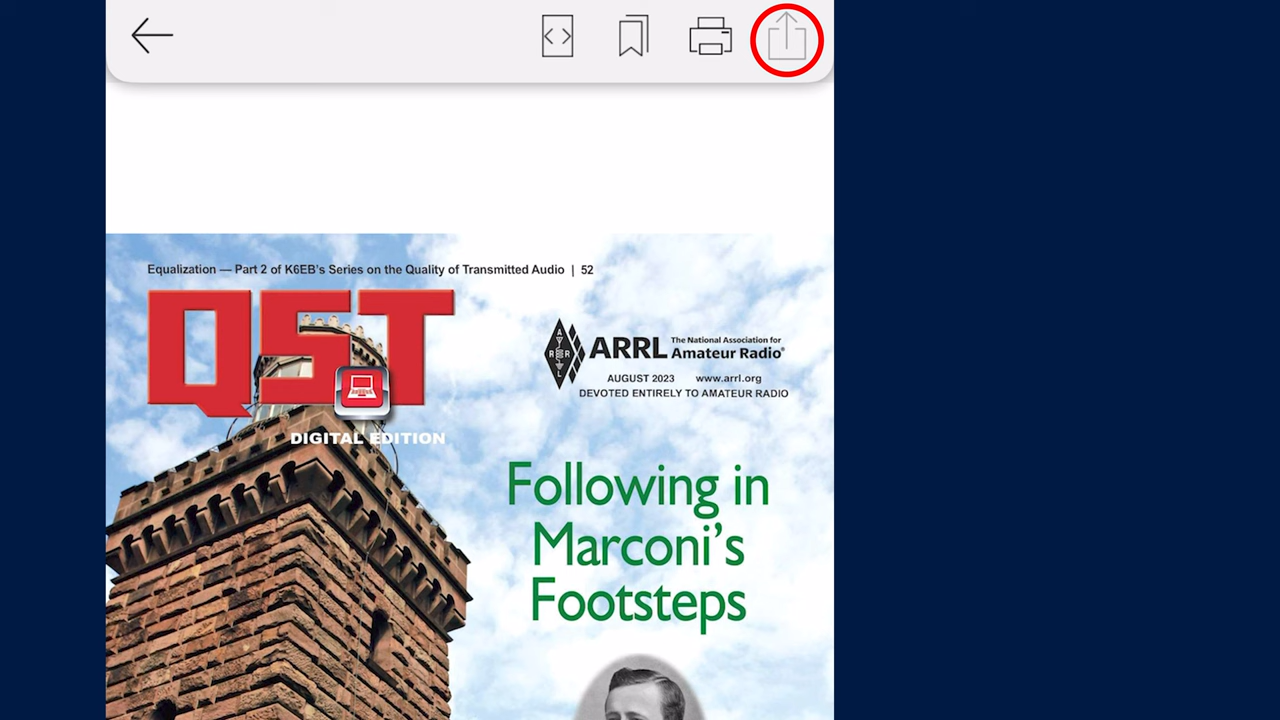 Equalization — Part 2 of K6EB's Series on the Quality of Transmitted Audio | 52
QST
DIGITAL EDITION
A
R R
L
ARRL The National Association for
Amateur Radio®
AUGUST 2023 www.arrl.org
DEVOTED ENTIRELY TO AMATEUR RADIO
Following in
Marconi’s
Footsteps